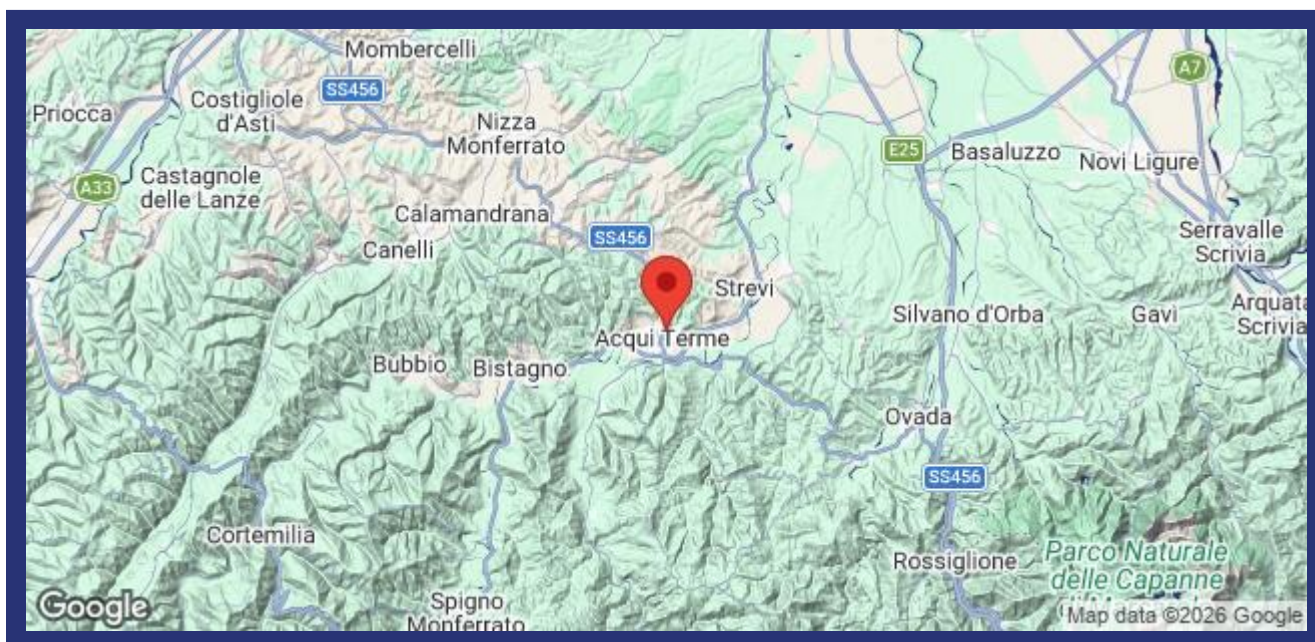 Mombercelli
A7
SS456
Priocca
Costigliole
d'Asti
Nizza
Monferrato
E25
Basaluzzo
Novi Ligure
A33
Castagnole
delle Lanze
Calamandrana
Canelli
SS456
Serravalle
Scrivia
Strevi
Acqui Terme
Silvano d'Orba
Gavi
Arquata
Scrivia
Bubbio
Bistagno
Ovada
SS456
Cortemilia
Rossiglione
Parco Naturale
delle Capanne
Spigno
Monferrato
Google
Map data ©2026 Google